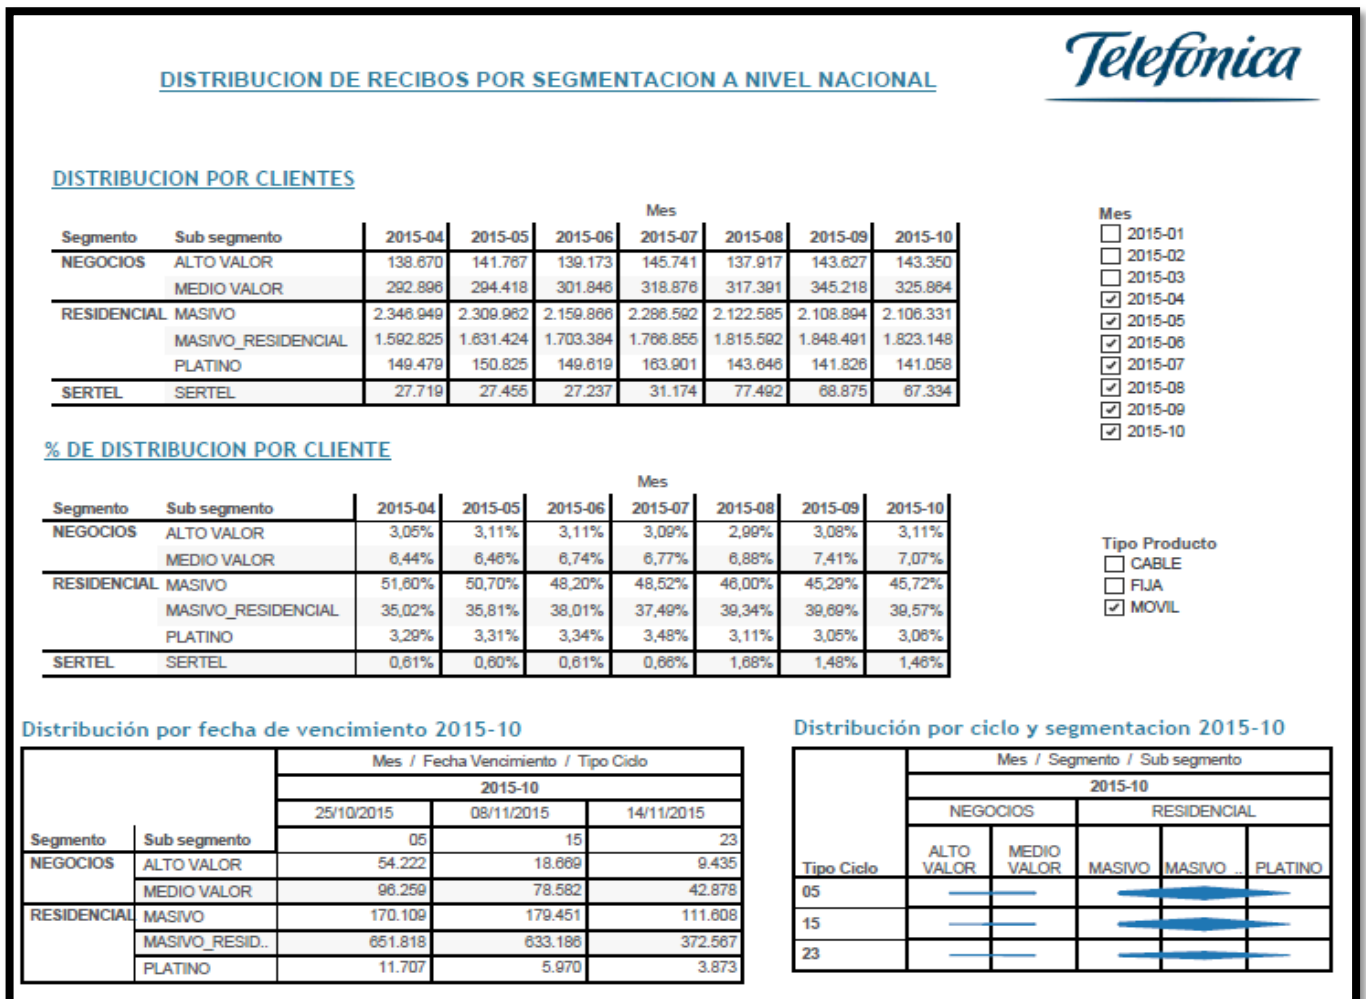 Telefonica
DISTRIBUCION DE RECIBOS POR SEGMENTACION A NIVEL NACIONAL
DISTRIBUCION POR CLIENTES
Mes
Segmento Sub segmento 2015-04 2015-05 2015-06 2015-07 2015-08 2015-09 2015-10
NEGOCIOS ALTO VALOR 138.670 141.767 139.173 145.741 137.917 143.627 143.350
MEDIO VALOR 292.896 294.418 301.846 318.876 317.391 345.218 325.864
RESIDENCIAL MASIVO 2.346.949 2.309.962 2.159.866 2.286.592 2.122.585 2.108.894 2.106.331
MASIVO_RESIDENCIAL 1.592.825 1.631.424 1.703.384 1.766.855 1.815.592 1.848.491 1.823.148
PLATINO 149.479 150.825 149.619 163.901 143.646 141.826 141.058
SERTEL SERTEL 27.719 27.455 27.237 31.174 77.492 68.875 67.334
Mes
2015-01
2015-02
2015-03
2015-04
2015-05
2015-06
2015-07
2015-08
2015-09
2015-10
% DE DISTRIBUCION POR CLIENTE
Mes
Segmento Sub segmento 2015-04 2015-05 2015-06 2015-07 2015-08 2015-09 2015-10
NEGOCIOS ALTO VALOR 3,05% 3,11% 3,11% 3,09% 2,99% 3,08% 3,11%
MEDIO VALOR 6,44% 6,46% 6,74% 6,77% 6,88% 7,41% 7,07%
RESIDENCIAL MASIVO 51,60% 50,70% 48,20% 48,52% 46,00% 45,29% 45,72%
MASIVO_RESIDENCIAL 35,02% 35,81% 38,01% 37,49% 39,34% 39,69% 39,57%
PLATINO 3,29% 3,31% 3,34% 3,48% 3,11% 3,05% 3,06%
SERTEL SERTEL 0,61% 0,60% 0,61% 0,66% 1,68% 1,48% 1,46%
Tipo Producto
CABLE
FIJA
MOVIL
Distribución por fecha de vencimiento 2015-10
Mes / Fecha Vencimiento / Tipo Ciclo
2015-10
25/10/2015 08/11/2015 14/11/2015
Segmento Sub segmento 05 15 23
NEGOCIOS ALTO VALOR 54.222 18.669 9.435
MEDIO VALOR 96.259 78.582 42.878
RESIDENCIAL MASIVO 170.109 179.451 111.608
MASIVO_RESID.. 651.818 633.186 372.567
PLATINO 11.707 5.970 3.873
Distribución por ciclo y segmentacion 2015-10
Mes / Segmento / Sub segmento
2015-10
NEGOCIOS RESIDENCIAL
Tipo Ciclo ALTO VALOR MEDIO VALOR MASIVO MASIVO .. PLATINO
05
15
23